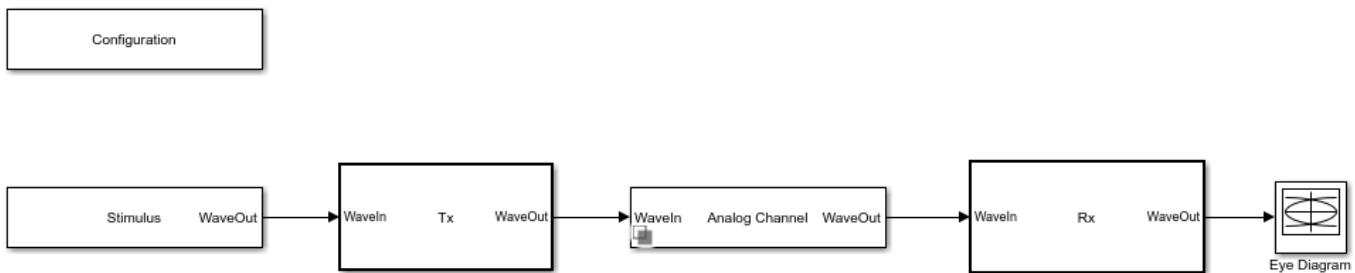 Configuration
Stimulus WaveOut WaveIn Tx WaveOut WaveIn Analog Channel WaveOut WaveIn Rx WaveOut
Eye Diagram